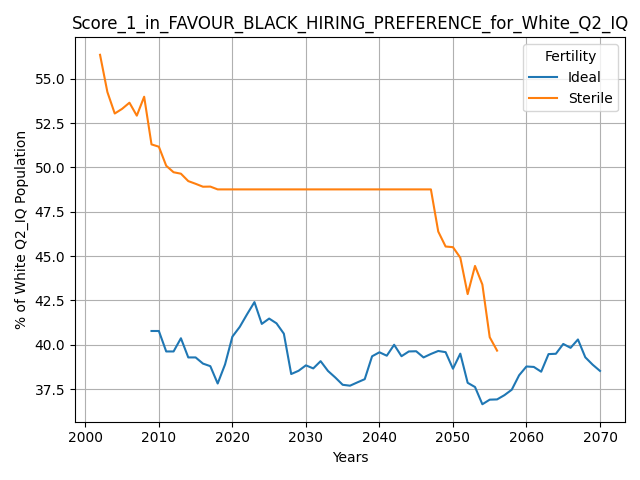 Score_1_in_FAVOUR_BLACK_HIRING_PREFERENCE_for_White_Q2_IQ
Fertility
Ideal
Sterile
% of White Q2_IQ Population
55.0
52.5
50.0
47.5
45.0
42.5
40.0
37.5
2000 2010 2020 2030 2040 2050 2060 2070
Years